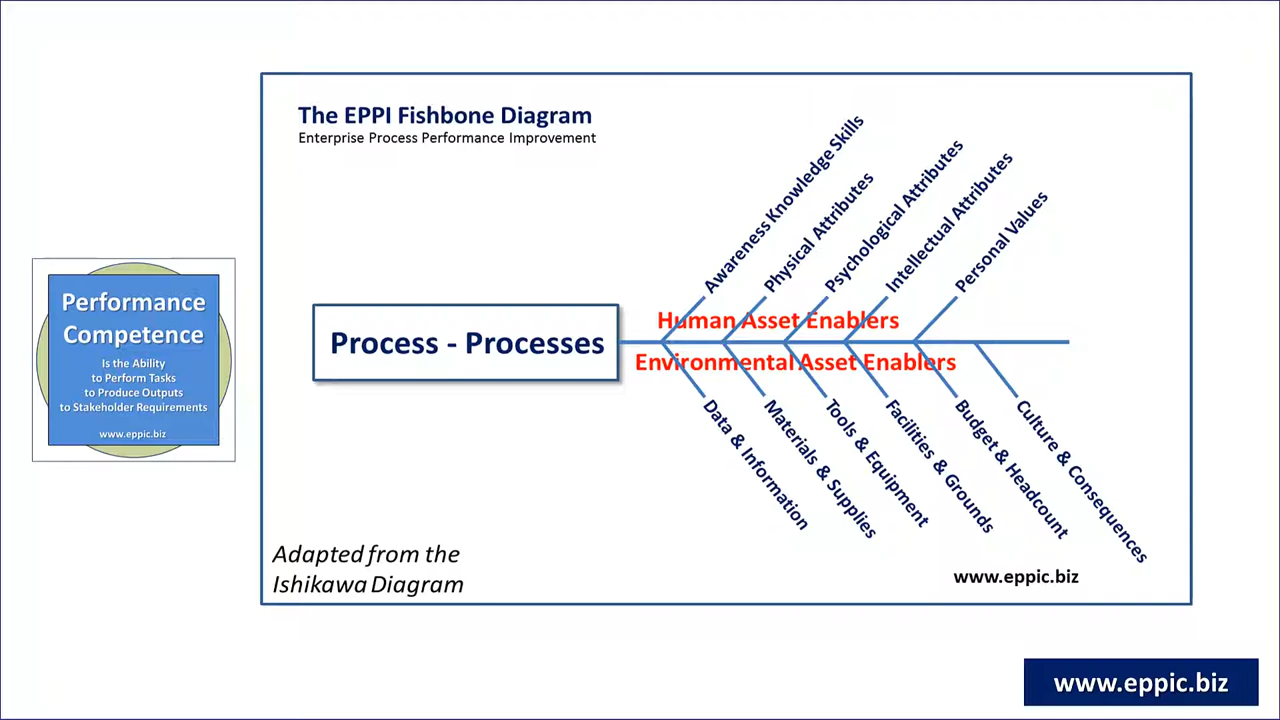 The EPPI Fishbone Diagram
Enterprise Process Performance Improvement
Awareness Knowledge Skills
Physical Attributes
Psychological Attributes
Intellectual Attributes
Personal Values
Performance
Competence
Is the Ability
to Perform Tasks
to Produce Outputs
to Stakeholder Requirements
www.eppic.biz
Process - Processes
Human Asset Enablers
Environmental Asset Enablers
Data & Information
Materials & Supplies
Tools & Equipment
Facilities & Grounds
Budget & Headcount
Culture & Consequences
Adapted from the
Ishikawa Diagram
www.eppic.biz
www.eppic.biz